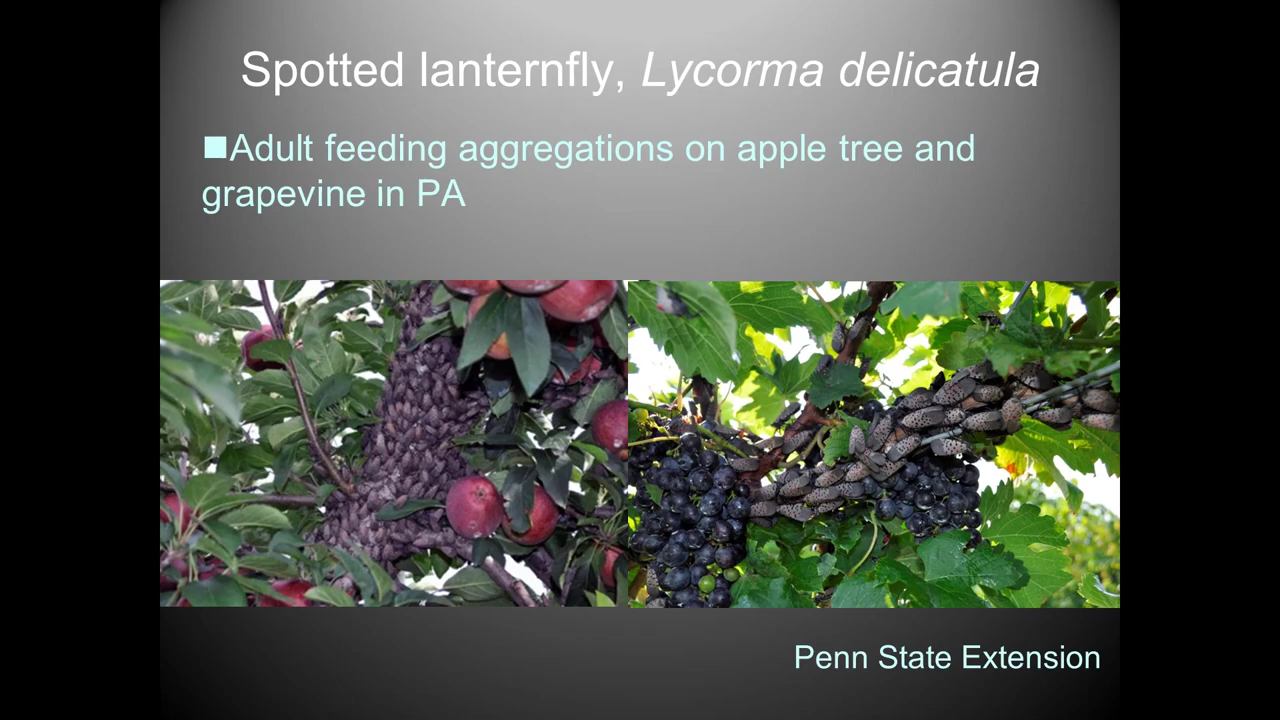 Spotted lanternfly, Lycorma delicatula
■Adult feeding aggregations on apple tree and
grapevine in PA
Penn State Extension